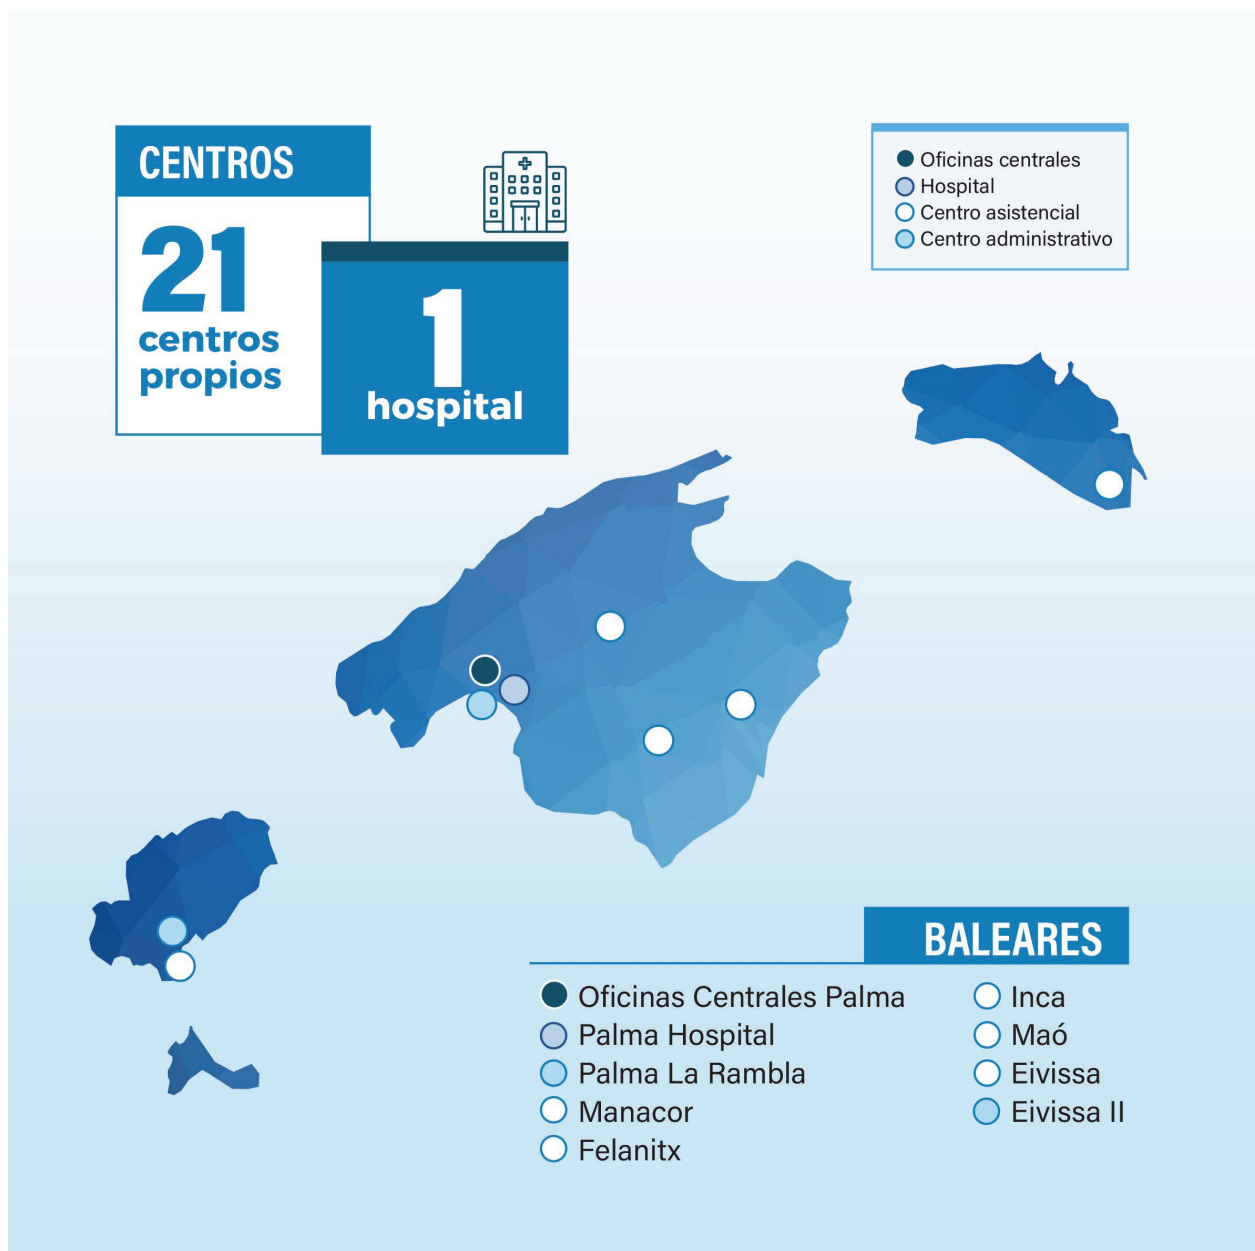 CENTROS
21
centros
propios
1
hospital
Oficinas centrales
Hospital
Centro asistencial
Centro administrativo
BALEARES
Oficinas Centrales Palma
Palma Hospital
Palma La Rambla
Manacor
Felanitx
Inca
Maó
Eivissa
Eivissa II